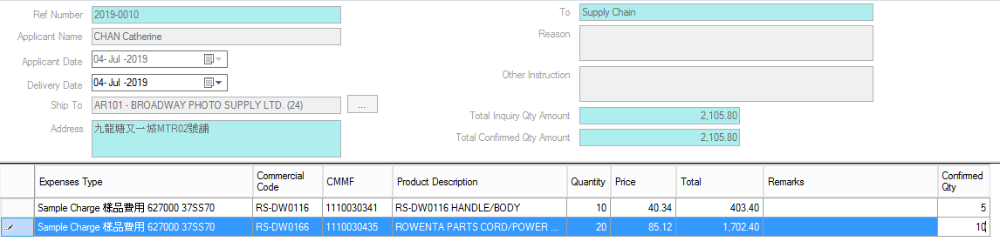 Ref Number 2019-0010
To Supply Chain
Applicant Name CHAN Catherine
Reason
Applicant Date 04- Jul -2019
Other Instruction
Delivery Date 04- Jul -2019
Ship To AR101 - BROADWAY PHOTO SUPPLY LTD. (24) ...
Total Inquiry Qty Amount 2,105.80
Address 九龍塘又一城MTR02號舖
Total Confirmed Qty Amount 2,105.80
Expenses Type Commercial Code CMMF Product Description Quantity Price Total Remarks Confirmed Qty
Sample Charge 樣品費用 627000 37SS70 RS-DW0116 1110030341 RS-DW0116 HANDLE/BODY 10 40.34 403.40 5
Sample Charge 樣品費用 627000 37SS70 RS-DW0166 1110030435 ROWENTA PARTS CORD/POWER ... 20 85.12 1,702.40 10